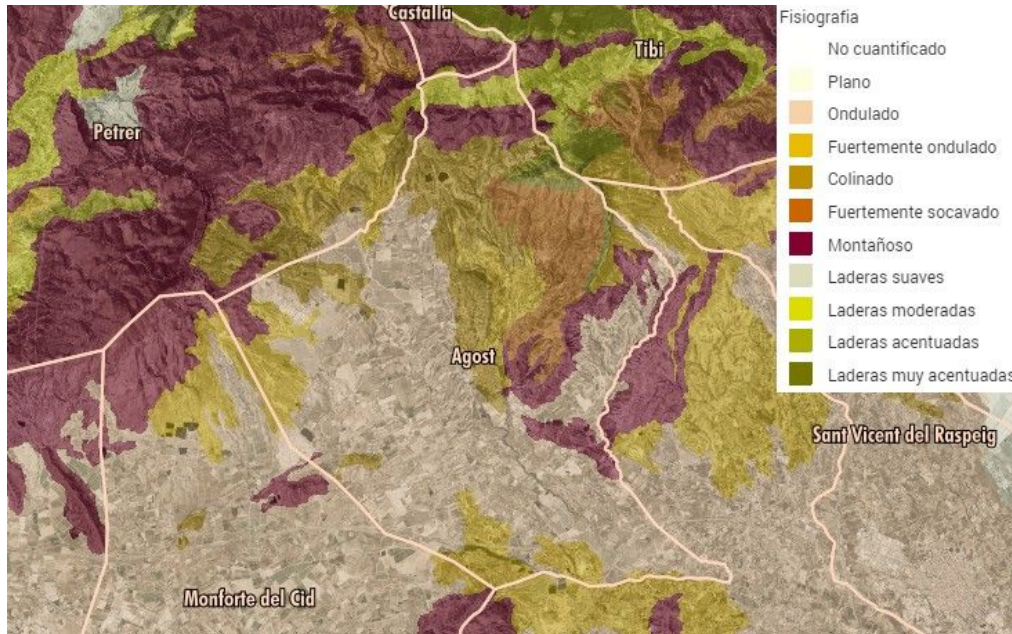 Castalla
Tibi
Petrer
Agost
Sant Vicent del Raspeig
Monforte del Cid
Fisiografia
No cuantificado
Plano
Ondulado
Fuertemente ondulado
Colinado
Fuertemente socavado
Montañoso
Laderas suaves
Laderas moderadas
Laderas acentuadas
Laderas muy acentuadas